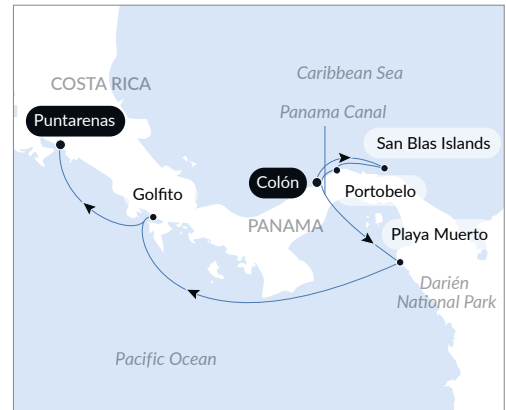 Caribbean Sea
COSTA RICA
Panama Canal
Puntarenas
San Blas Islands
Colón
Portobelo
Golfito
PANAMA
Playa Muerto
Darién
National Park
Pacific Ocean